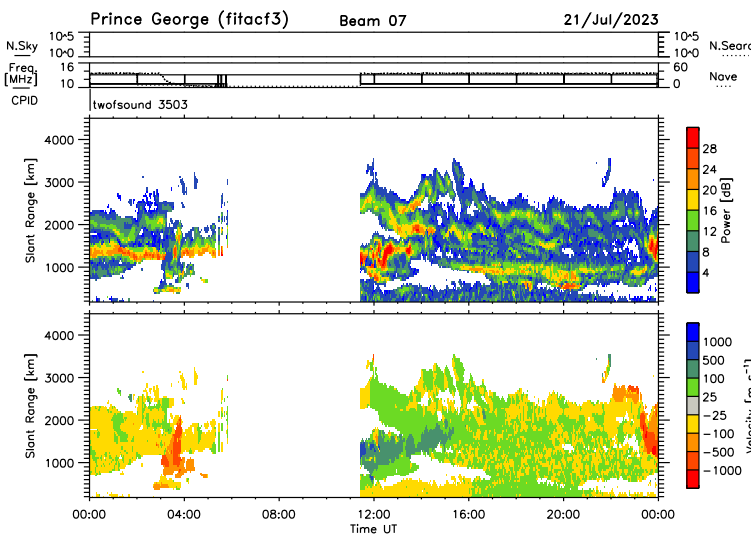 Prince George (fitacf3) Beam 07 21/Jul/2023
N.Sky 10^5 10^0 10^5 10^0 N.Sear
Freq. [MHz] 16 10 60 0 Nave
CPID twofsound 3503
Slant Range [km] 4000 3000 2000 1000
28 24 20 16 12 8 4 Power [dB]
Slant Range [km] 4000 3000 2000 1000
1000 500 100 25 −25 −100 −500 −1000 Velocity [m s⁻¹]
00:00 04:00 08:00 12:00 16:00 20:00 00:00
Time UT